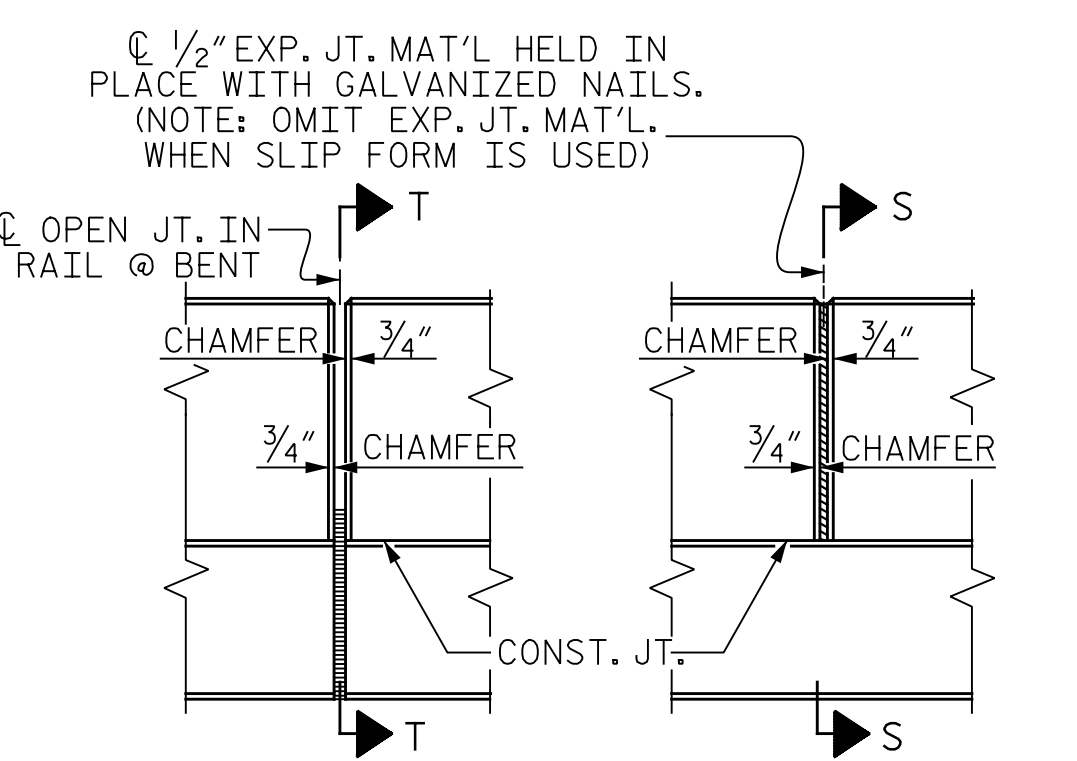 ℄ 1/2" EXP. JT. MAT'L HELD IN
PLACE WITH GALVANIZED NAILS.
(NOTE: OMIT EXP. JT. MAT'L.
WHEN SLIP FORM IS USED)
T
S
℄ OPEN JT. IN
RAIL @ BENT
CHAMFER
3/4"
CHAMFER
3/4"
3/4"
CHAMFER
3/4"
CHAMFER
CONST. JT.
T
S